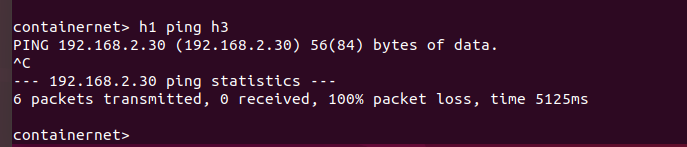 containernet> h1 ping h3
PING 192.168.2.30 (192.168.2.30) 56(84) bytes of data.
^C
--- 192.168.2.30 ping statistics ---
6 packets transmitted, 0 received, 100% packet loss, time 5125ms
containernet>